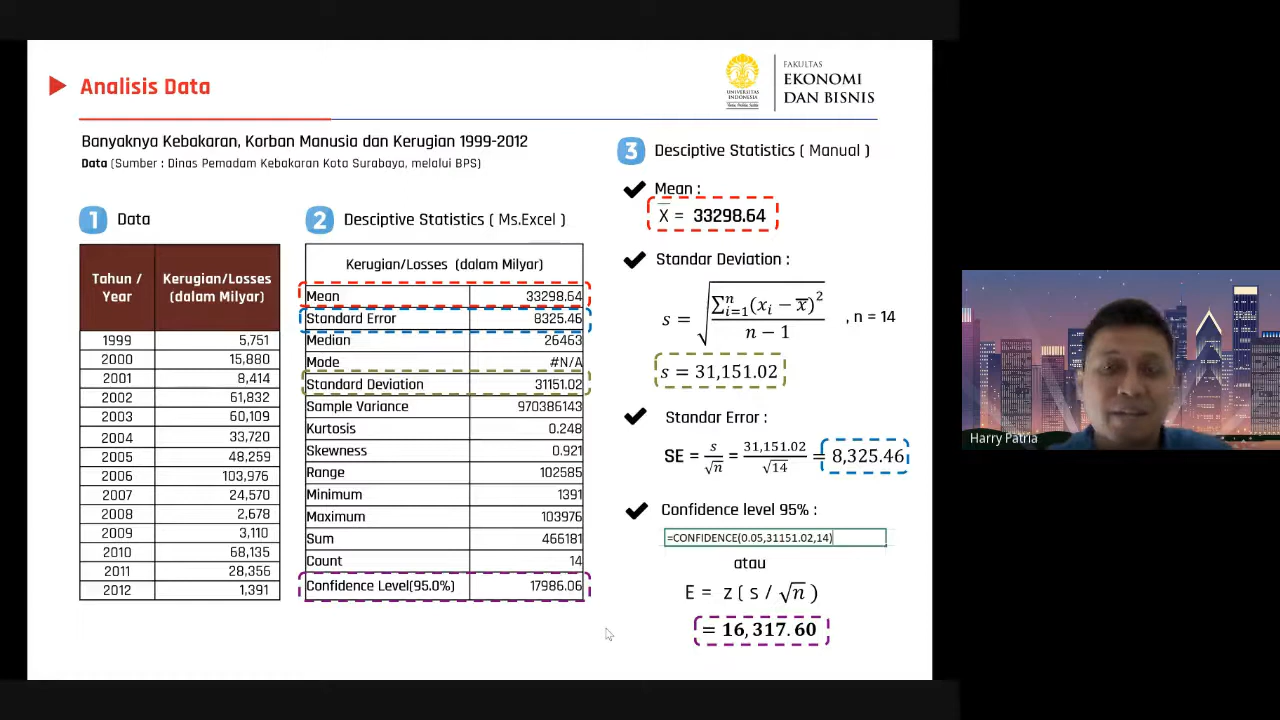 Analisis Data
UNIVERSITAS
INDONESIA
FAKULTAS
EKONOMI
DAN BISNIS
Banyaknya Kebakaran, Korban Manusia dan Kerugian 1999-2012
Data (Sumber : Dinas Pemadam Kebakaran Kota Surabaya, melalui BPS)
1 Data
Tahun / Year Kerugian/Losses (dalam Milyar)
1999 5,751
2000 15,880
2001 8,414
2002 61,832
2003 60,109
2004 33,720
2005 48,259
2006 103,976
2007 24,570
2008 2,678
2009 3,110
2010 68,135
2011 28,356
2012 1,391
2 Desciptive Statistics ( Ms.Excel )
Kerugian/Losses (dalam Milyar)
Mean 33298.64
Standard Error 8325.46
Median 26463
Mode #N/A
Standard Deviation 31151.02
Sample Variance 970386143
Kurtosis 0.248
Skewness 0.921
Range 102585
Minimum 1391
Maximum 103976
Sum 466181
Count 14
Confidence Level(95.0%) 17986.06
3 Desciptive Statistics ( Manual )
Mean :
X̅ = 33298.64
Standar Deviation :
s = √(∑ⁿᵢ₌₁(xᵢ − x̅)² / n − 1) , n = 14
s = 31,151.02
Standar Error :
SE = s/√n = 31,151.02/√14 = 8,325.46
Confidence level 95% :
=CONFIDENCE(0.05,31151.02,14)
atau
E = z ( s / √n )
= 16,317.60
Harry Patria